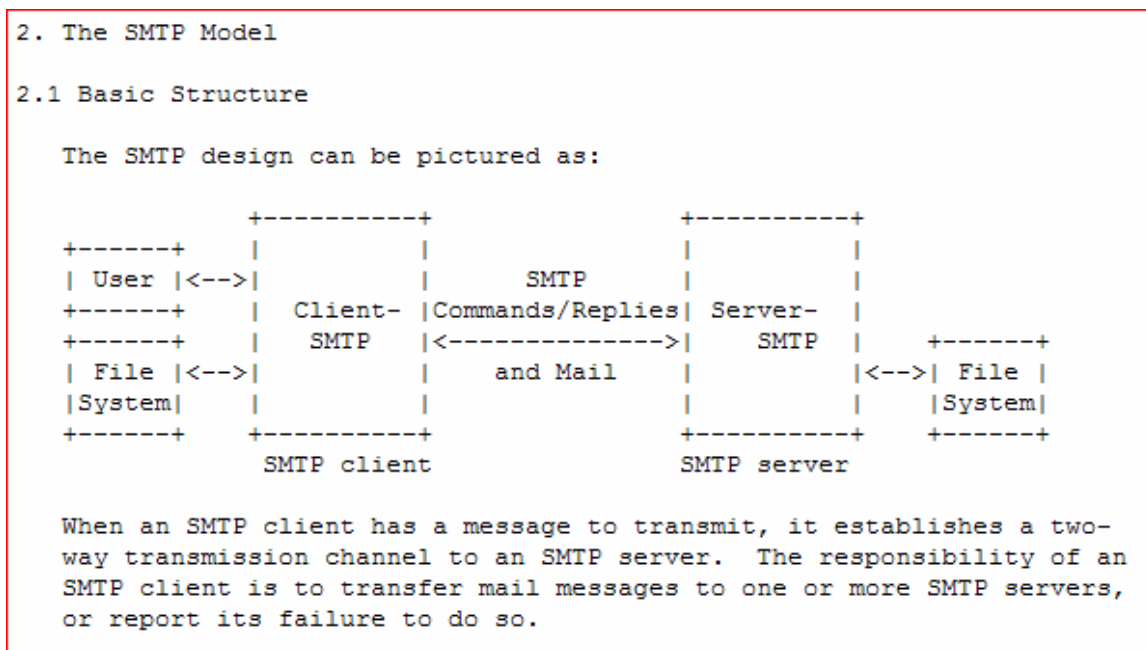 2. The SMTP Model
2.1 Basic Structure
   The SMTP design can be pictured as:
               +----------+                +----------+
   +------+    |          |                |          |
   | User |<-->|          |      SMTP      |          |
   +------+    |  Client- |Commands/Replies| Server-  |
   +------+    |   SMTP   |<-------------->|    SMTP  |    +------+
   | File |<-->|          |    and Mail    |          |<-->| File |
   |System|    |          |                |          |    |System|
   +------+    +----------+                +----------+    +------+
                SMTP client                SMTP server
   When an SMTP client has a message to transmit, it establishes a two-
   way transmission channel to an SMTP server.  The responsibility of an
   SMTP client is to transfer mail messages to one or more SMTP servers,
   or report its failure to do so.